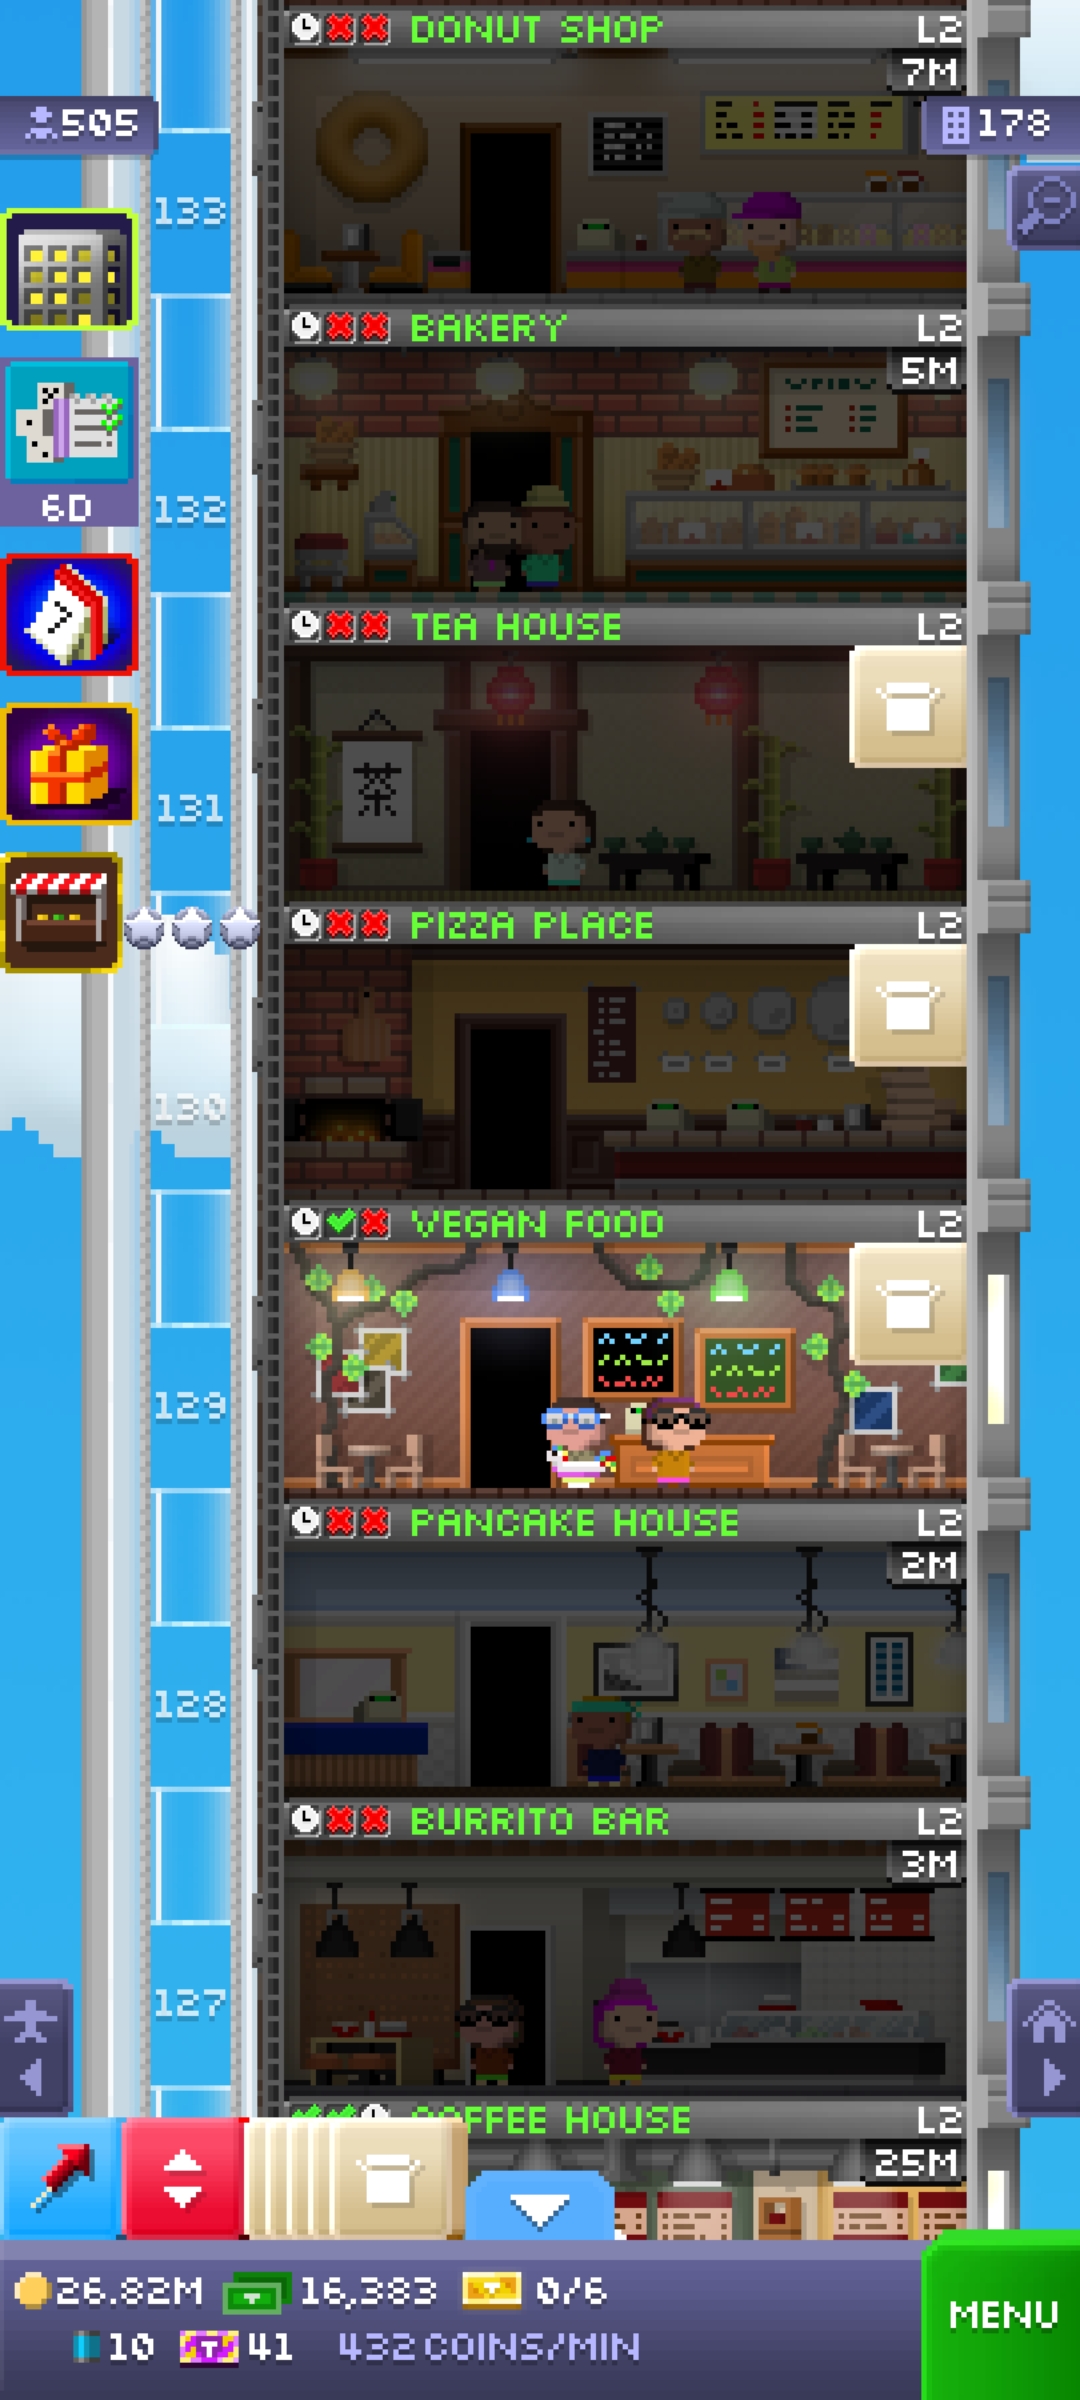 DONUT SHOP L2
7M
505
178
133
BAKERY L2
5M
132
6D
7
TEA HOUSE L2
茶
131
PIZZA PLACE L2
130
VEGAN FOOD L2
129
PANCAKE HOUSE L2
2M
128
BURRITO BAR L2
3M
127
COFFEE HOUSE L2
25M
26.82M 16,383 0/6
10 41 432 COINS/MIN
MENU